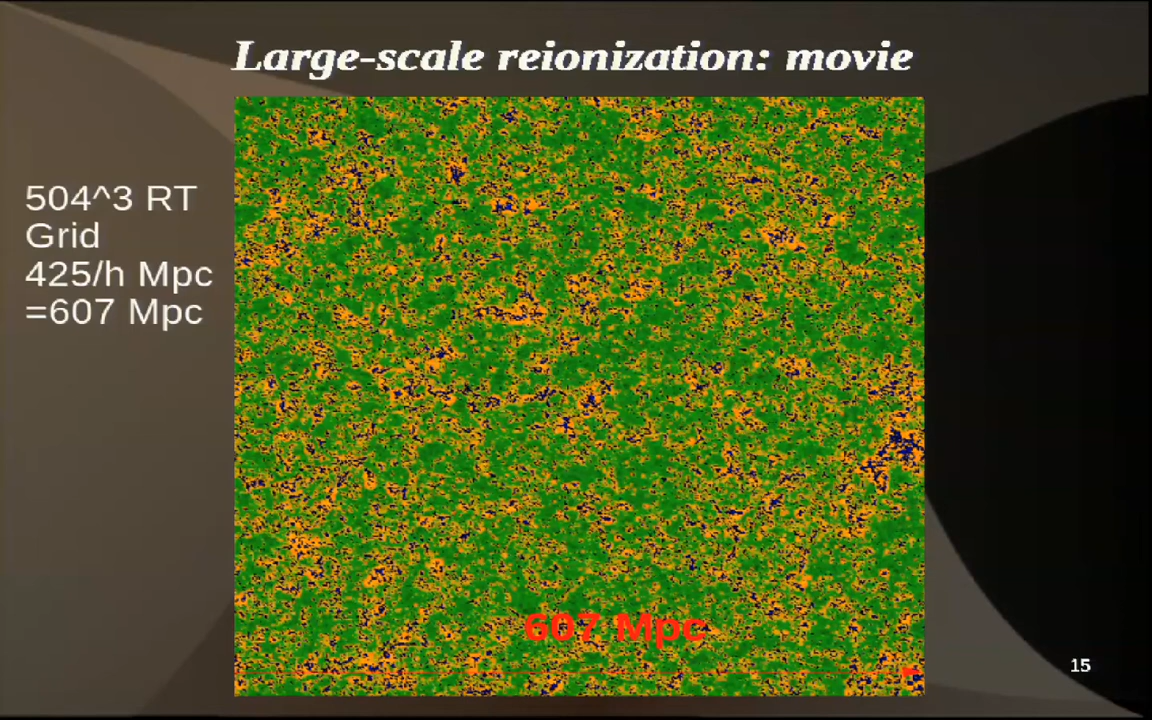 Large-scale reionization: movie
504^3 RT
Grid
425/h Mpc
=607 Mpc
607 Mpc
15